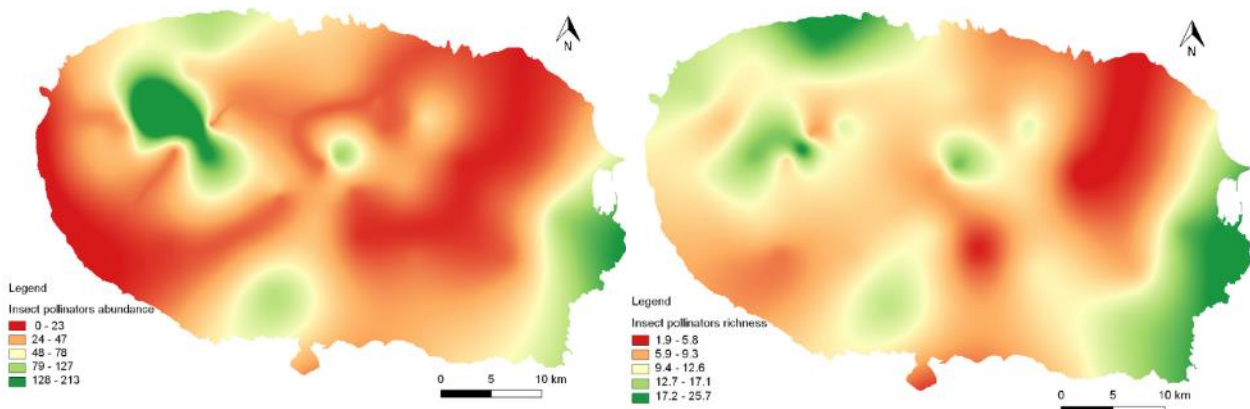 N
Legend
Insect pollinators abundance
0 - 23
24 - 47
48 - 78
79 - 127
128 - 213
0 5 10 km
N
Legend
Insect pollinators richness
1.9 - 5.8
5.9 - 9.3
9.4 - 12.6
12.7 - 17.1
17.2 - 25.7
0 5 10 km